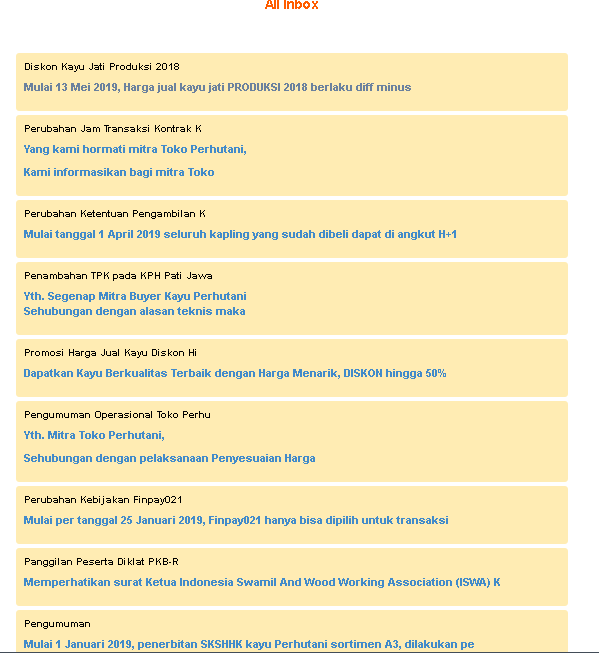 All Inbox
Diskon Kayu Jati Produksi 2018
Mulai 13 Mei 2019, Harga jual kayu jati PRODUKSI 2018 berlaku diff minus
Perubahan Jam Transaksi Kontrak K
Yang kami hormati mitra Toko Perhutani,
Kami informasikan bagi mitra Toko
Perubahan Ketentuan Pengambilan K
Mulai tanggal 1 April 2019 seluruh kapling yang sudah dibeli dapat di angkut H+1
Penambahan TPK pada KPH Pati Jawa
Yth. Segenap Mitra Buyer Kayu Perhutani
Sehubungan dengan alasan teknis maka
Promosi Harga Jual Kayu Diskon Hi
Dapatkan Kayu Berkualitas Terbaik dengan Harga Menarik, DISKON hingga 50%
Pengumuman Operasional Toko Perhu
Yth. Mitra Toko Perhutani,
Sehubungan dengan pelaksanaan Penyesuaian Harga
Perubahan Kebijakan Finpay021
Mulai per tanggal 25 Januari 2019, Finpay021 hanya bisa dipilih untuk transaksi
Panggilan Peserta Diklat PKB-R
Memperhatikan surat Ketua Indonesia Swamil And Wood Working Association (ISWA) K
Pengumuman
Mulai 1 Januari 2019, penerbitan SKSHHK kayu Perhutani sortimen A3, dilakukan pe